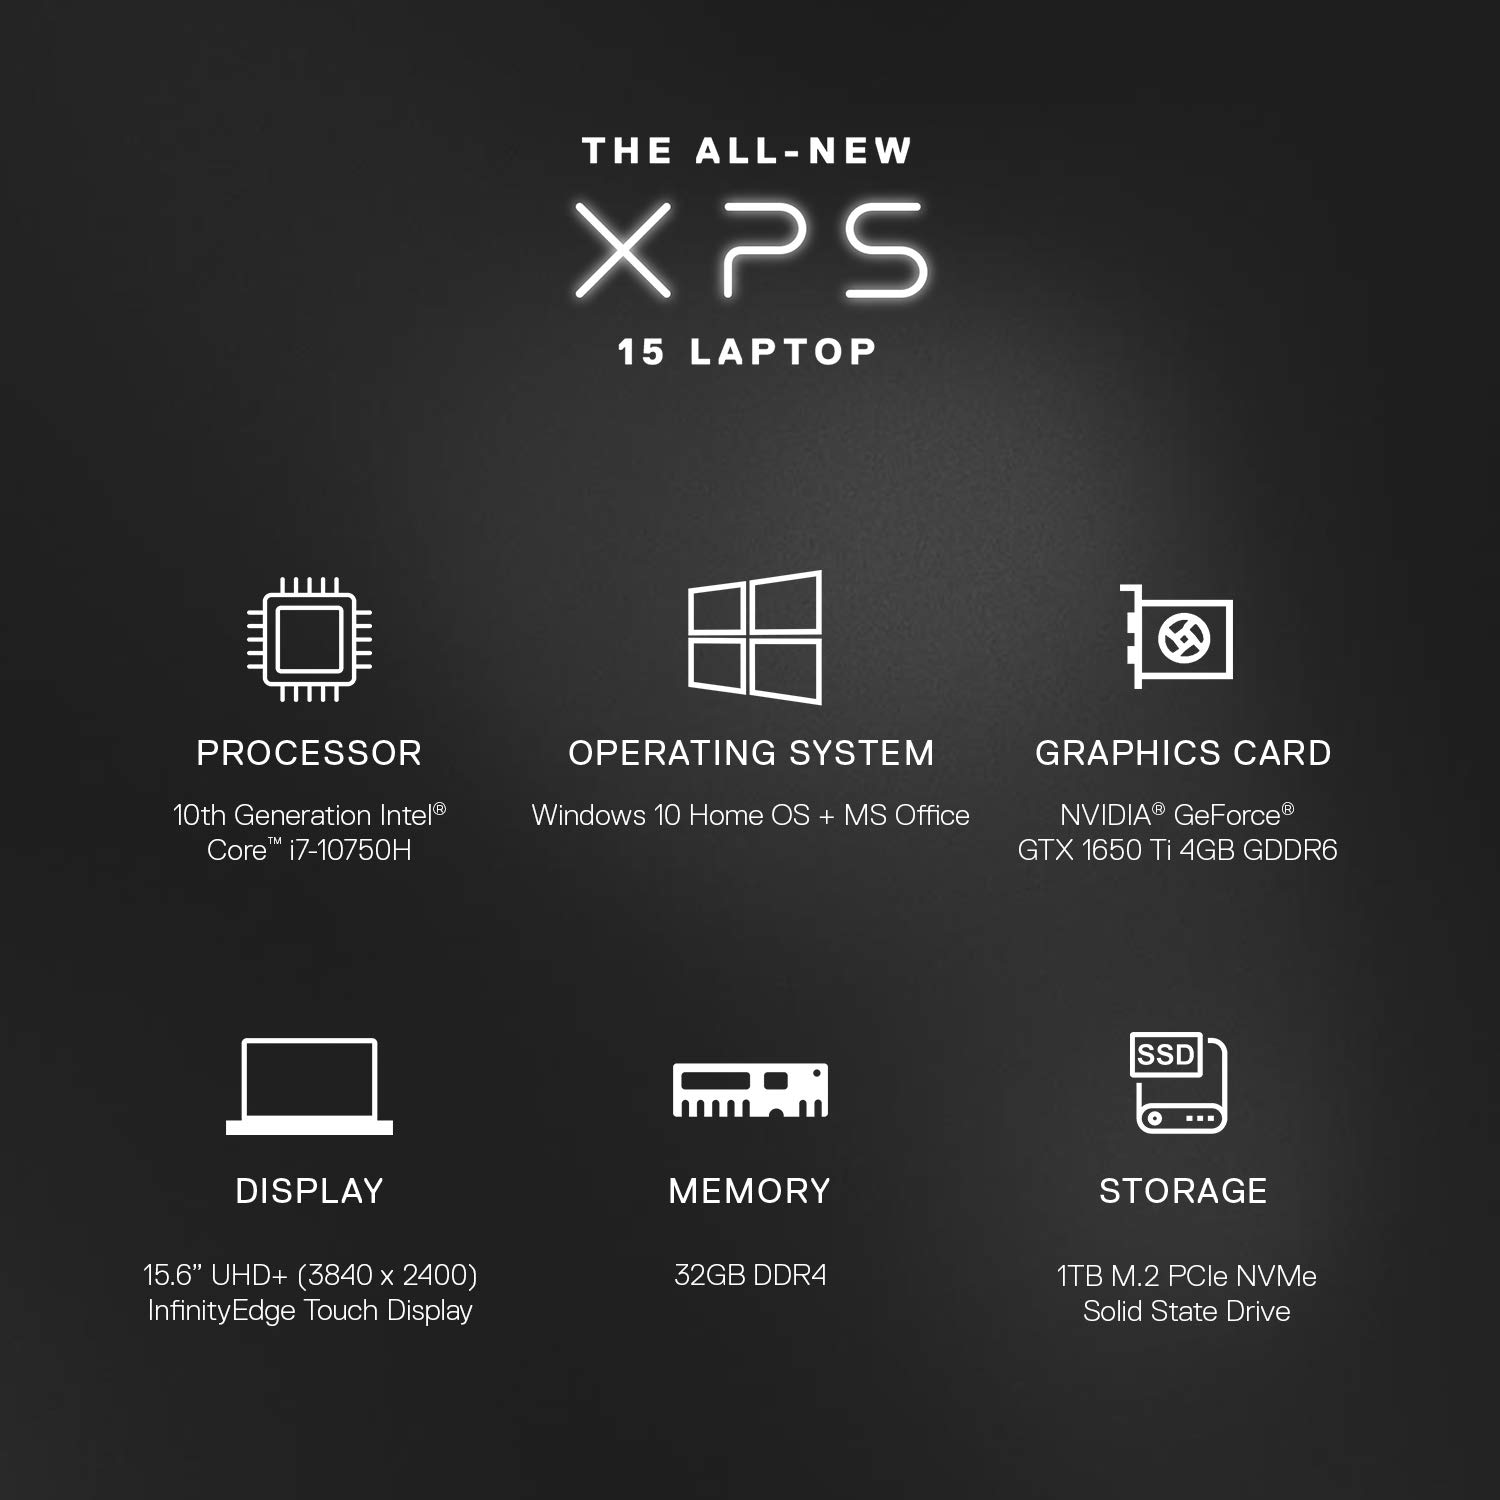 THE ALL-NEW
XPS
15 LAPTOP
PROCESSOR
10th Generation Intel®
Core™ i7-10750H
OPERATING SYSTEM
Windows 10 Home OS + MS Office
GRAPHICS CARD
NVIDIA® GeForce®
GTX 1650 Ti 4GB GDDR6
DISPLAY
15.6” UHD+ (3840 x 2400)
InfinityEdge Touch Display
MEMORY
32GB DDR4
SSD
STORAGE
1TB M.2 PCIe NVMe
Solid State Drive